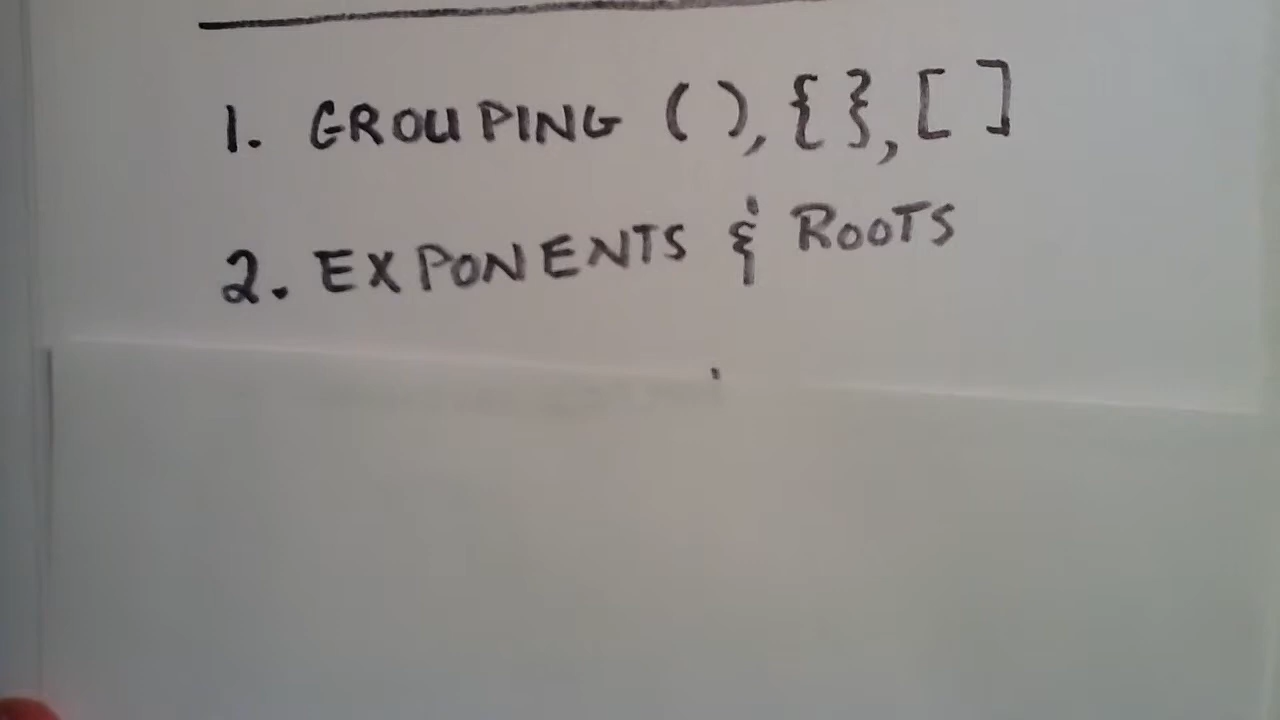 1. GROUPING ( ), { }, [ ]
2. EXPONENTS & ROOTS